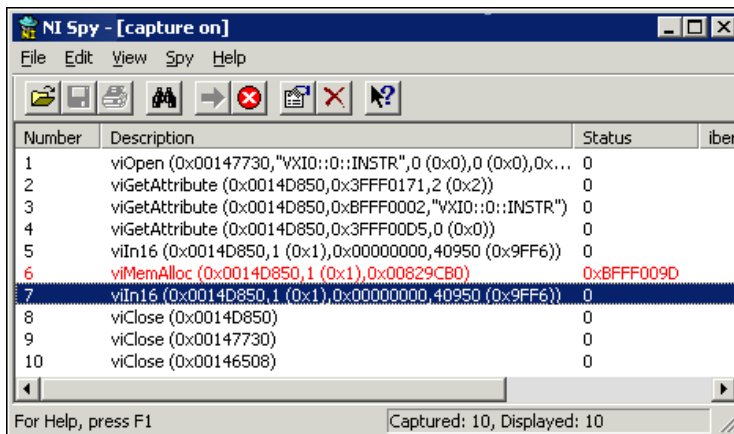 NI Spy - [capture on]
File Edit View Spy Help
Number Description Status iber
1 viOpen (0x00147730,"VXI0::0::INSTR",0 (0x0),0 (0x0),0x... 0
2 viGetAttribute (0x0014D850,0x3FFF0171,2 (0x2)) 0
3 viGetAttribute (0x0014D850,0xBFFF0002,"VXI0::0::INSTR") 0
4 viGetAttribute (0x0014D850,0x3FFF00D5,0 (0x0)) 0
5 viIn16 (0x0014D850,1 (0x1),0x00000000,40950 (0x9FF6)) 0
6 viMemAlloc (0x0014D850,1 (0x1),0x00829CB0) 0xBFFF009D
7 viIn16 (0x0014D850,1 (0x1),0x00000000,40950 (0x9FF6)) 0
8 viClose (0x0014D850) 0
9 viClose (0x00147730) 0
10 viClose (0x00146508) 0
For Help, press F1 Captured: 10, Displayed: 10